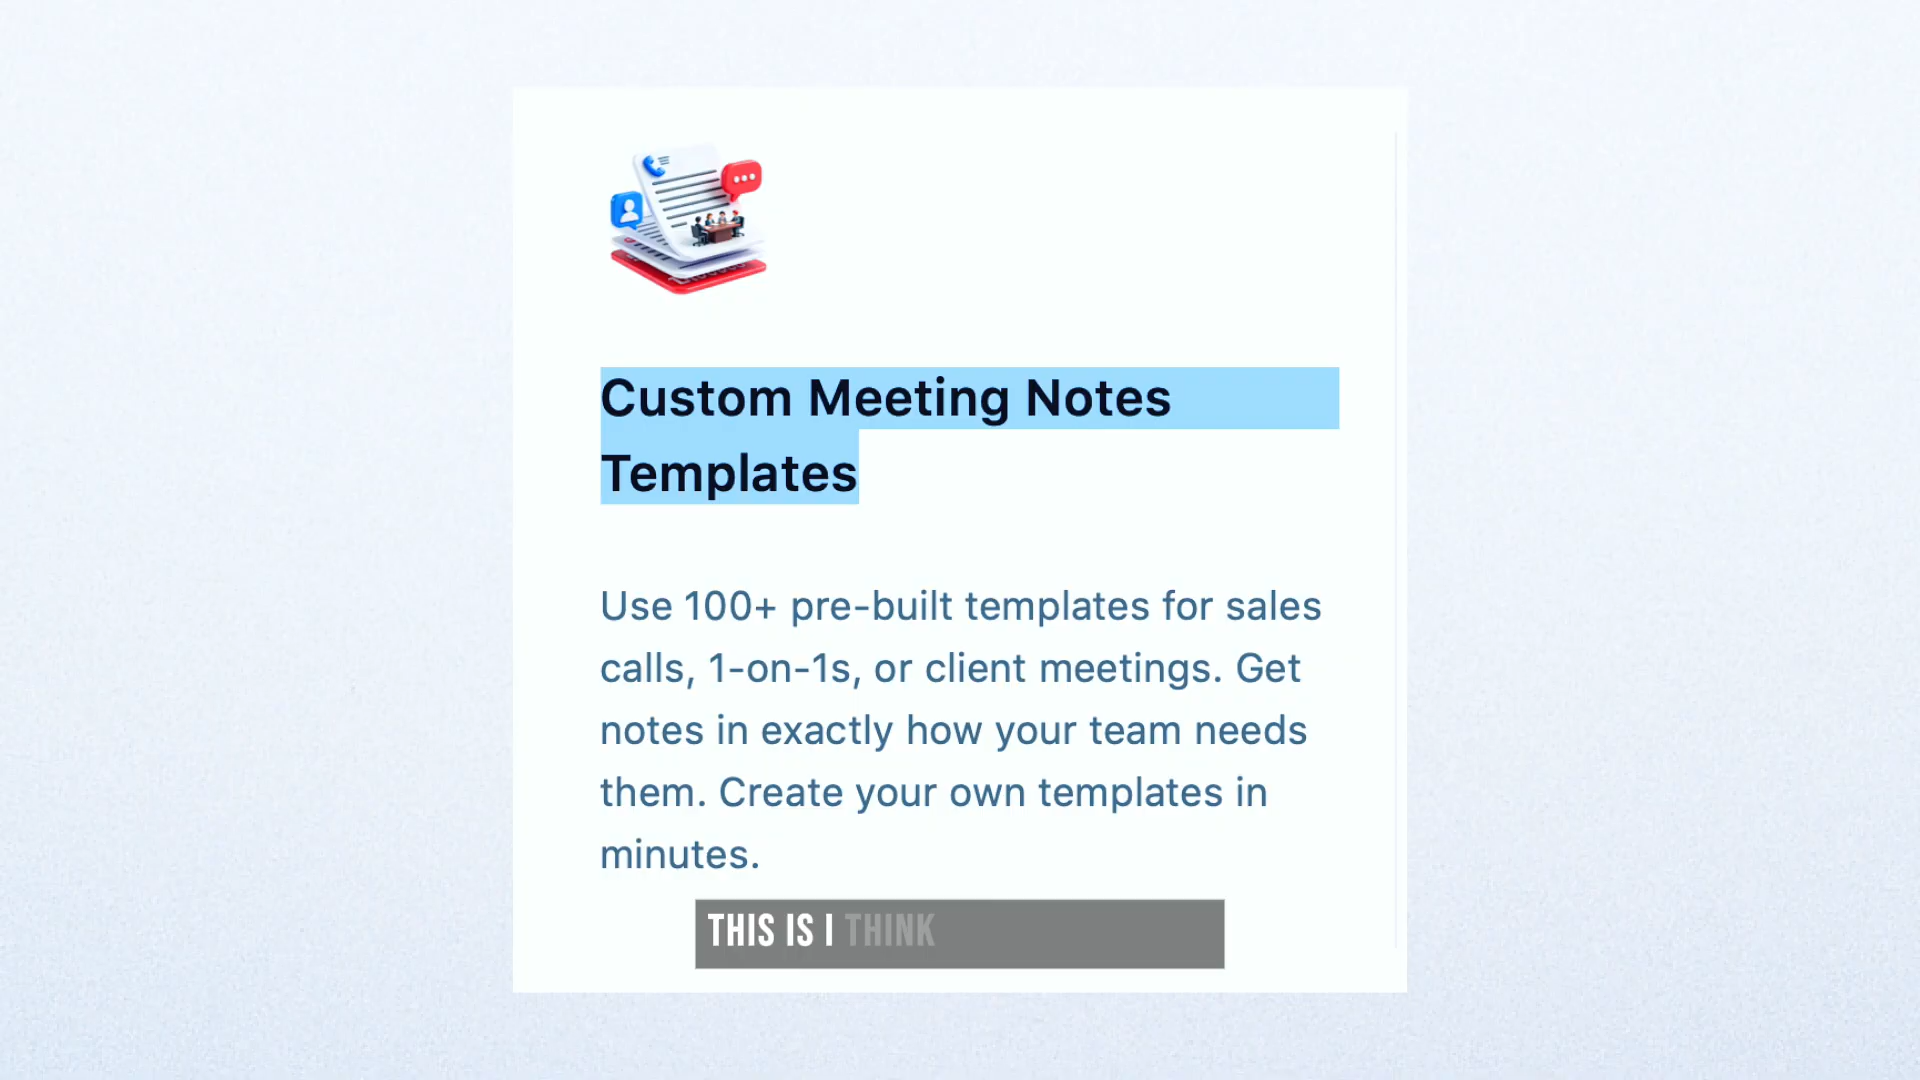 Custom Meeting Notes
Templates
Use 100+ pre-built templates for sales
calls, 1-on-1s, or client meetings. Get
notes in exactly how your team needs
them. Create your own templates in
minutes.
THIS IS I THINK